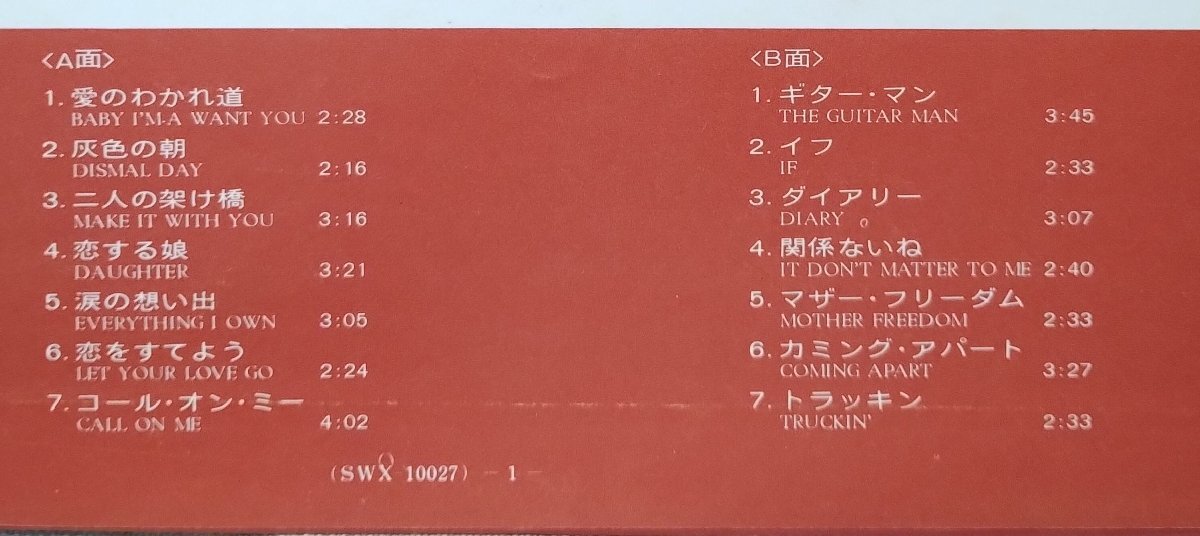 〈A面〉
1. 愛のわかれ道
BABY I'M-A WANT YOU 2:28
2. 灰色の朝
DISMAL DAY 2:16
3. 二人の架け橋
MAKE IT WITH YOU 3:16
4. 恋する娘
DAUGHTER 3:21
5. 涙の想い出
EVERYTHING I OWN 3:05
6. 恋をすてよう
LET YOUR LOVE GO 2:24
7. コール・オン・ミー
CALL ON ME 4:02
〈B面〉
1. ギター・マン
THE GUITAR MAN 3:45
2. イフ
IF 2:33
3. ダイアリー
DIARY 3:07
4. 関係ないね
IT DON'T MATTER TO ME 2:40
5. マザー・フリーダム
MOTHER FREEDOM 2:33
6. カミング・アパート
COMING APART 3:27
7. トラッキン
TRUCKIN' 2:33
(SWX 10027) - 1 -